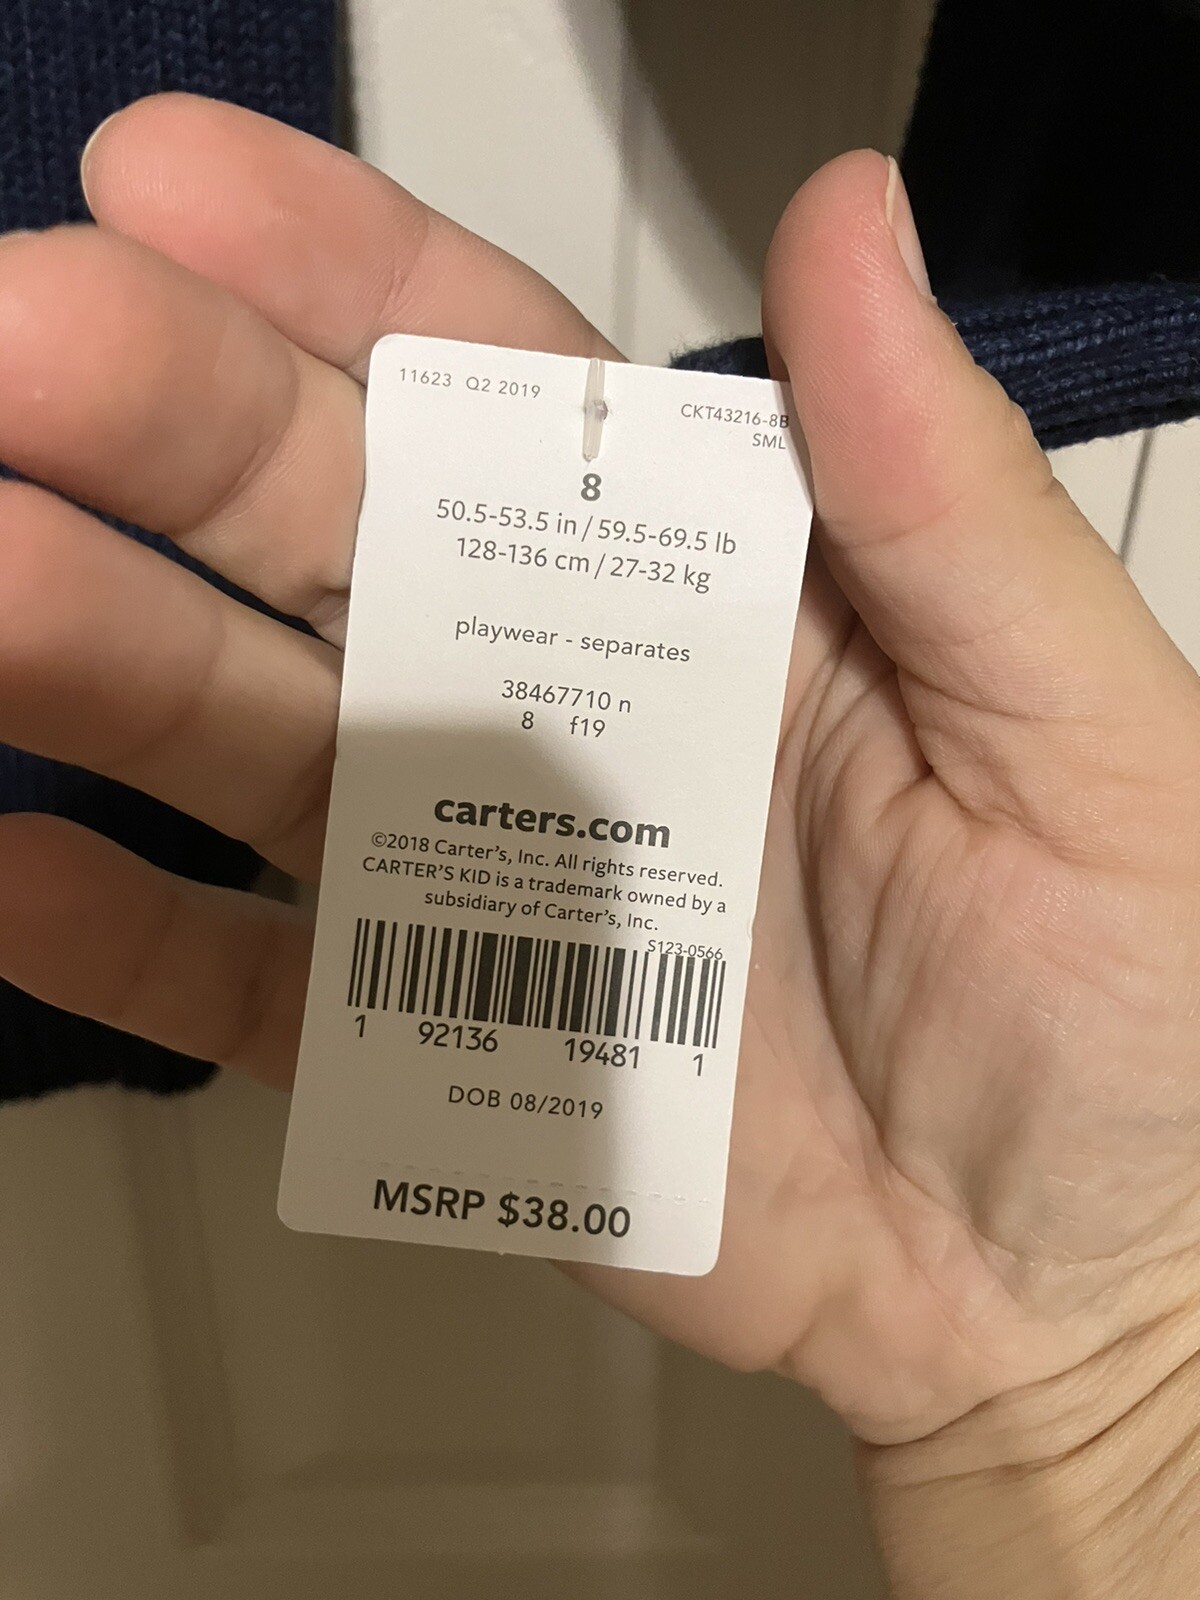 11623 Q2 2019
CKT43216-8B
SML
8
50.5-53.5 in / 59.5-69.5 lb
128-136 cm / 27-32 kg
playwear - separates
38467710 n
8 f19
carters.com
©2018 Carter's, Inc. All rights reserved.
CARTER'S KID is a trademark owned by a
subsidiary of Carter's, Inc.
S123-0566
1 92136 19481 1
DOB 08/2019
MSRP $38.00